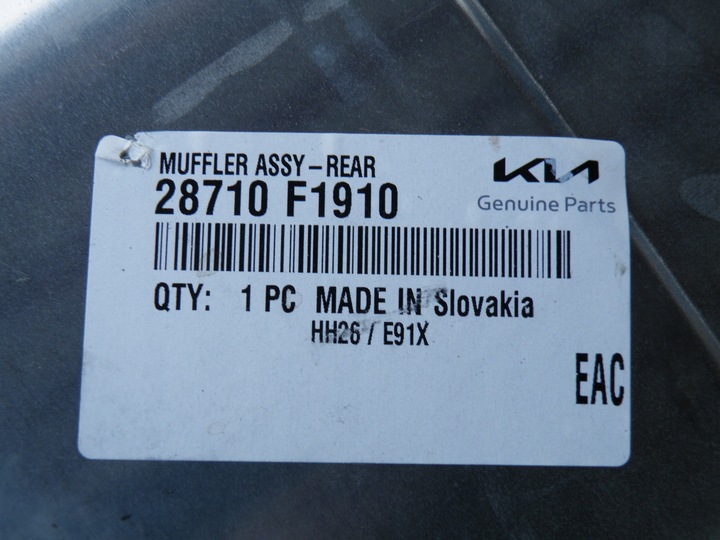 MUFFLER ASSY-REAR
28710 F1910
KIA
Genuine Parts
QTY: 1 PC MADE IN Slovakia
HH26 / E91X
EAC